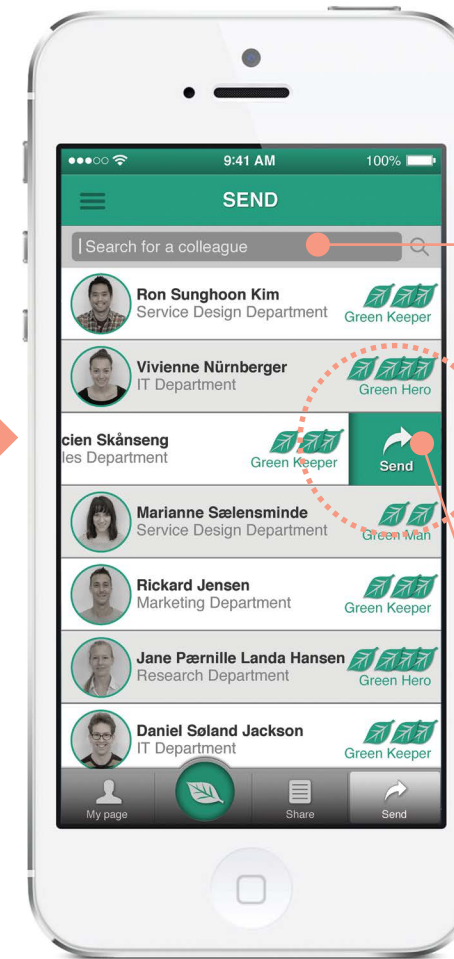 9:41 AM 100%
SEND
Search for a colleague
Ron Sunghoon Kim
Service Design Department
Green Keeper
Vivienne Nürnberger
IT Department
Green Hero
cien Skånseng
les Department
Green Keeper
Send
Marianne Sælensminde
Service Design Department
Green Man
Rickard Jensen
Marketing Department
Green Keeper
Jane Pærnille Landa Hansen
Research Department
Green Hero
Daniel Søland Jackson
IT Department
Green Keeper
My page Share Send